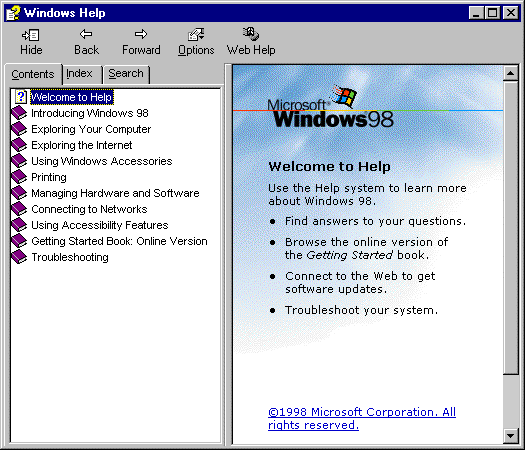 Windows Help
Hide Back Forward Options Web Help
Contents Index Search
Welcome to Help
Introducing Windows 98
Exploring Your Computer
Exploring the Internet
Using Windows Accessories
Printing
Managing Hardware and Software
Connecting to Networks
Using Accessibility Features
Getting Started Book: Online Version
Troubleshooting
Microsoft®
Windows98
Welcome to Help
Use the Help system to learn more
about Windows 98.
• Find answers to your questions.
• Browse the online version of
the Getting Started book.
• Connect to the Web to get
software updates.
• Troubleshoot your system.
©1998 Microsoft Corporation. All
rights reserved.